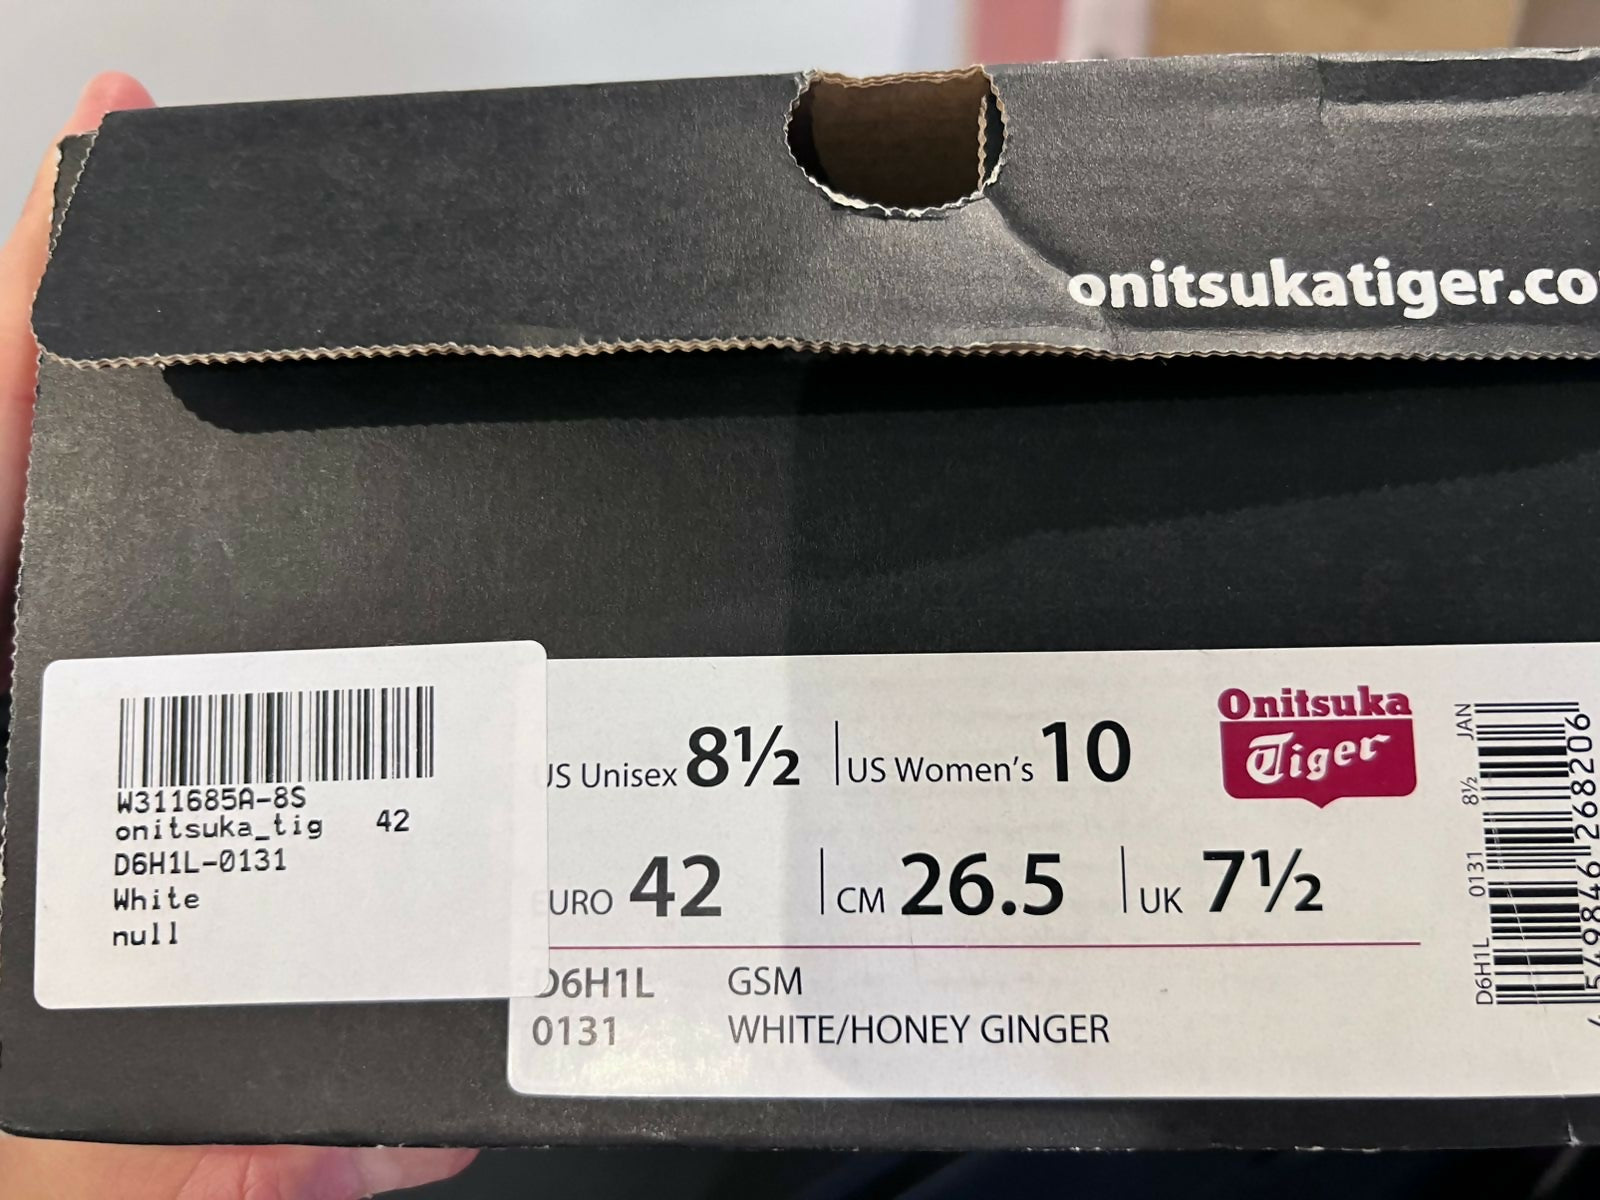 onitsukatiger.co
W311685A-8S
onitsuka_tig 42
D6H1L-0131
White
null
US Unisex 8½ | US Women's 10
EURO 42 | CM 26.5 | UK 7½
D6H1L GSM
0131 WHITE/HONEY GINGER
Onitsuka
Tiger
D6H1L 0131 8½ JAN
549846268206